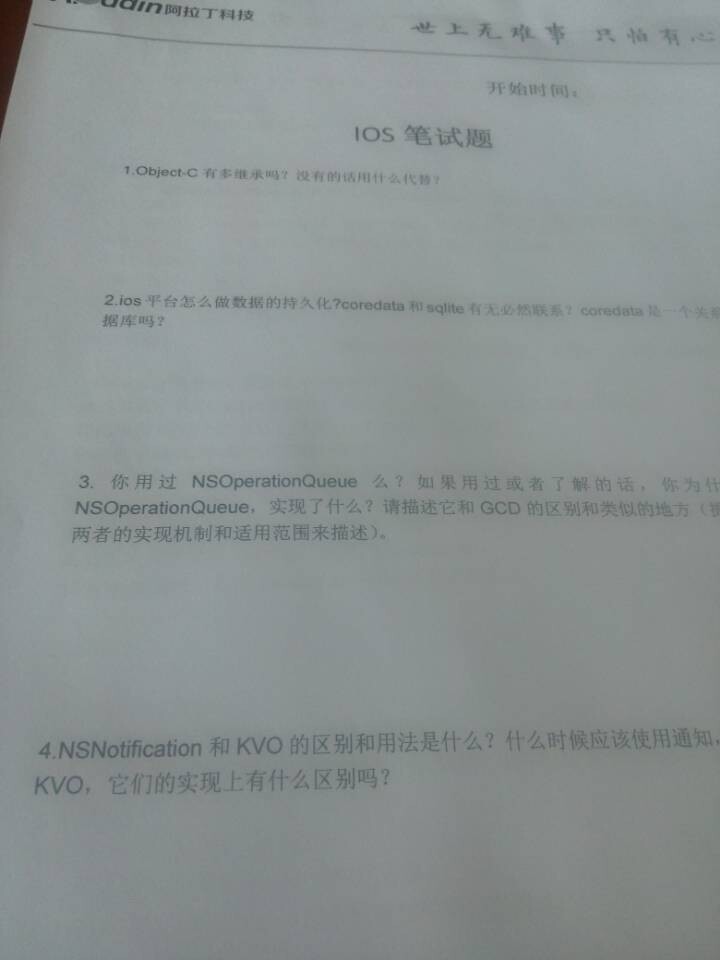 阿拉丁科技
世上无难事 只怕有心
开始时间：
IOS 笔试题
1.Object-C 有多继承吗？没有的话用什么代替？
2.ios 平台怎么做数据的持久化?coredata 和 sqlite 有无必然联系？coredata 是一个关系
据库吗？
3. 你用过 NSOperationQueue 么？如果用过或者了解的话，你为什
NSOperationQueue，实现了什么？请描述它和 GCD 的区别和类似的地方（
两者的实现机制和适用范围来描述）。
4.NSNotification 和 KVO 的区别和用法是什么？什么时候应该使用通知，
KVO，它们的实现上有什么区别吗？